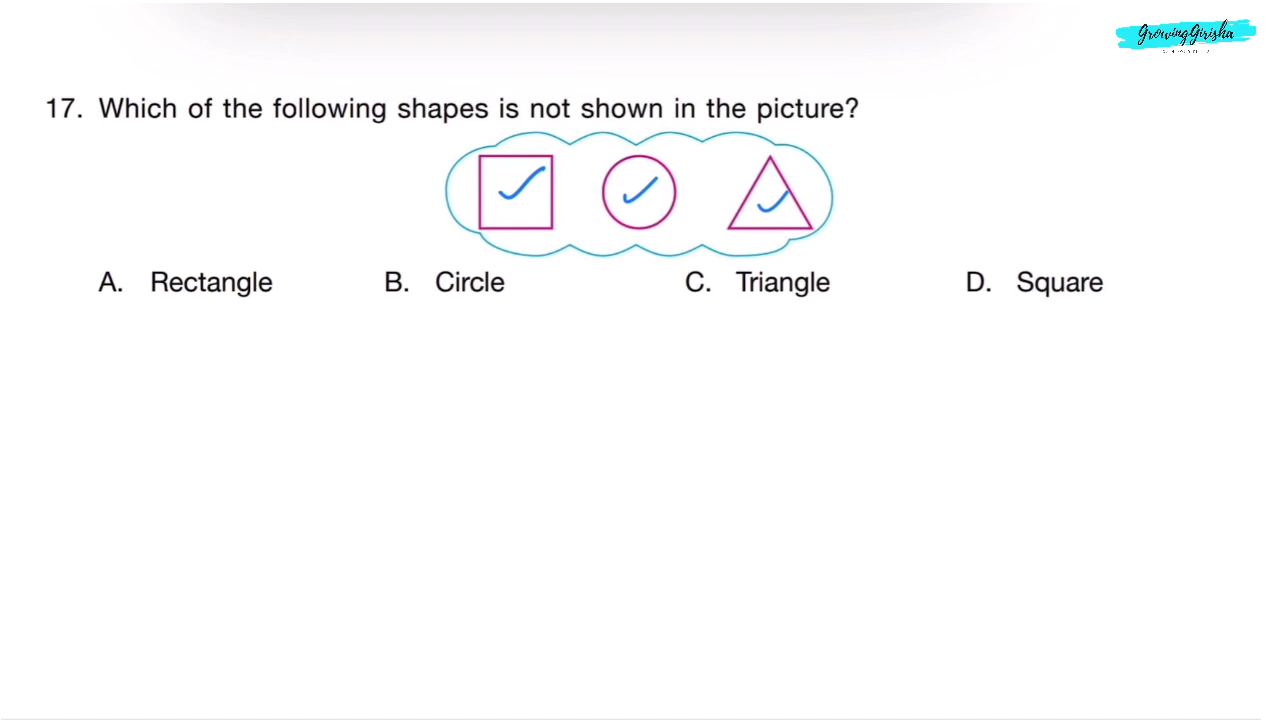 GrowingGirisha
17. Which of the following shapes is not shown in the picture?
A. Rectangle B. Circle C. Triangle D. Square